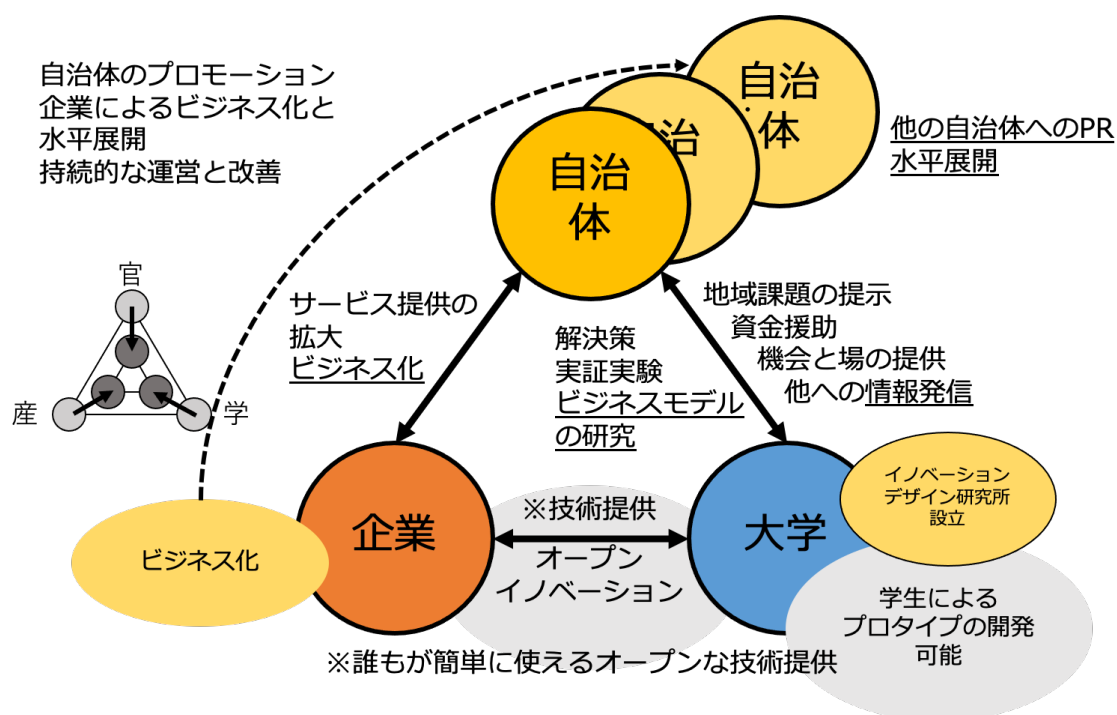 自治体のプロモーション
企業によるビジネス化と
水平展開
持続的な運営と改善
自治
体
治
自治
体
他の自治体へのPR
水平展開
官
産
学
サービス提供の
拡大
ビジネス化
解決策
実証実験
ビジネスモデル
の研究
地域課題の提示
資金援助
機会と場の提供
他への情報発信
ビジネス化
企業
※技術提供
オープン
イノベーション
大学
イノベーション
デザイン研究所
設立
学生による
プロタイプの開発
可能
※誰もが簡単に使えるオープンな技術提供